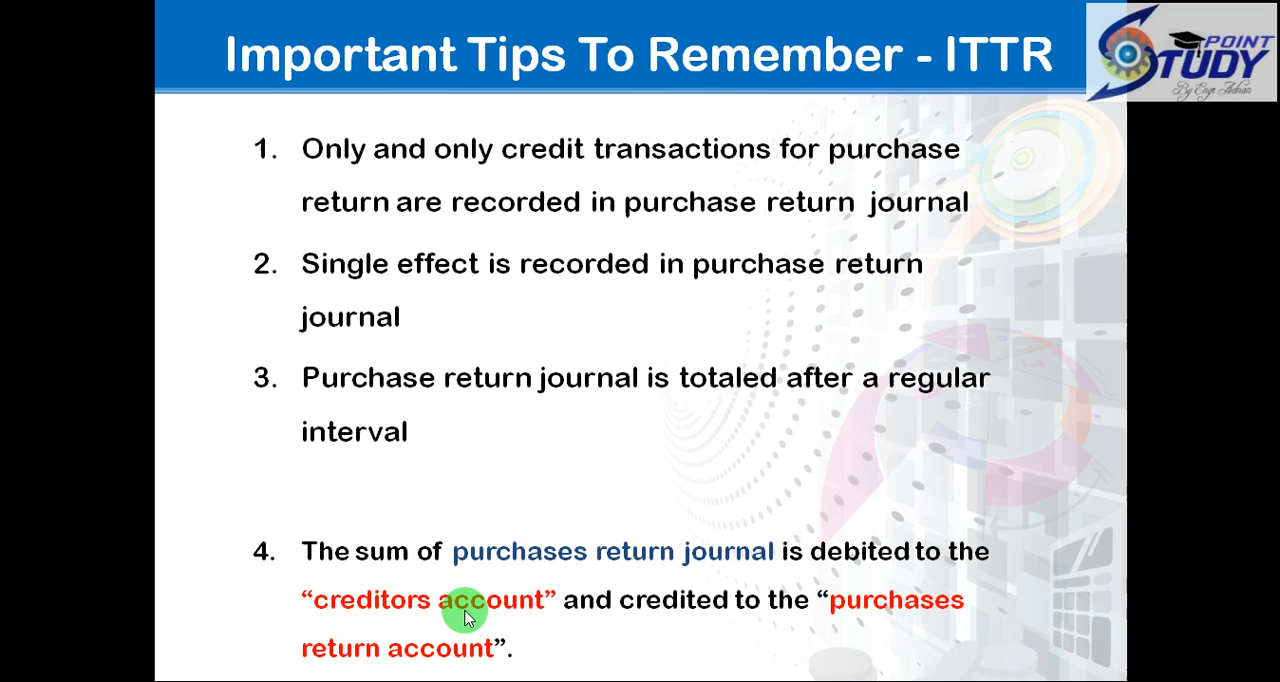 Important Tips To Remember - ITTR
POINT
STUDY
By Engr Adnan
1. Only and only credit transactions for purchase
return are recorded in purchase return journal
2. Single effect is recorded in purchase return
journal
3. Purchase return journal is totaled after a regular
interval
4. The sum of purchases return journal is debited to the
“creditors account” and credited to the “purchases
return account”.